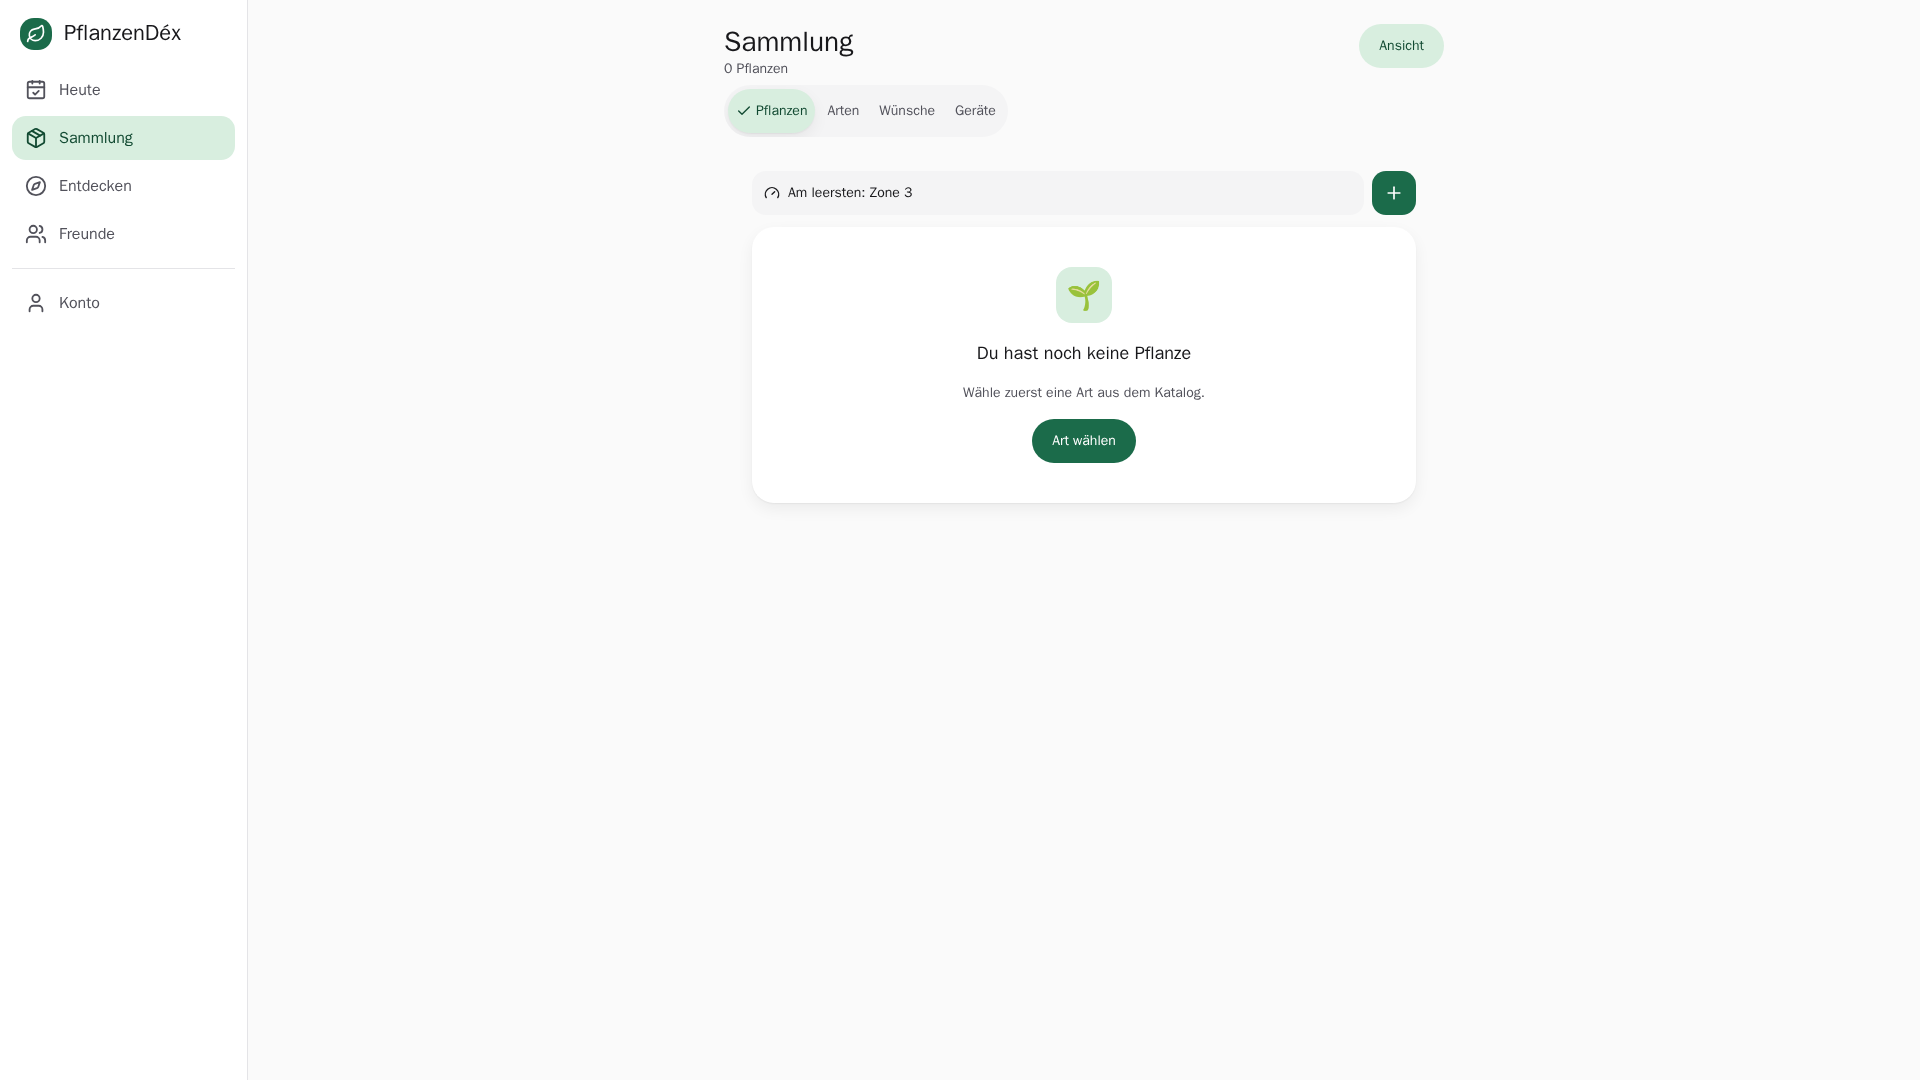 PflanzenDéx
Heute
Sammlung
Entdecken
Freunde
Konto
Sammlung
0 Pflanzen
Ansicht
Pflanzen
Arten
Wünsche
Geräte
Am leersten: Zone 3
Du hast noch keine Pflanze
Wähle zuerst eine Art aus dem Katalog.
Art wählen